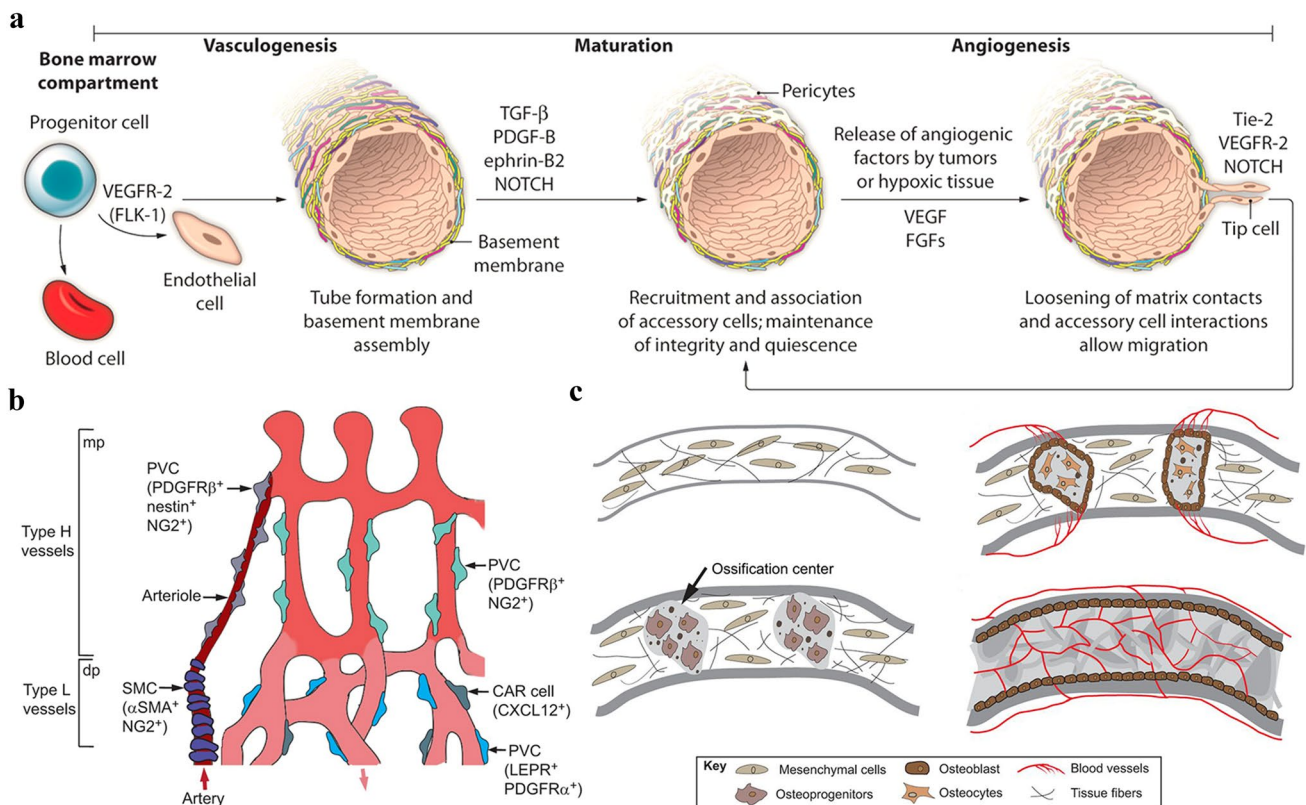 a
Vasculogenesis
Maturation
Angiogenesis
Bone marrow
compartment
Progenitor cell
VEGFR-2
(FLK-1)
Endothelial
cell
Blood cell
Basement
membrane
Tube formation and
basement membrane
assembly
TGF-β
PDGF-B
ephrin-B2
NOTCH
Pericytes
Recruitment and association
of accessory cells; maintenance
of integrity and quiescence
Release of angiogenic
factors by tumors
or hypoxic tissue
VEGF
FGFs
Tie-2
VEGFR-2
NOTCH
Tip cell
Loosening of matrix contacts
and accessory cell interactions
allow migration
b
mp
Type H
vessels
dp
Type L
vessels
PVC
(PDGFRβ⁺
nestin⁺
NG2⁺)
Arteriole
SMC
(αSMA⁺
NG2⁺)
Artery
PVC
(PDGFRβ⁺
NG2⁺)
CAR cell
(CXCL12⁺)
PVC
(LEPR⁺
PDGFRα⁺)
c
Ossification center
Key
Mesenchymal cells
Osteoblast
Blood vessels
Osteoprogenitors
Osteocytes
Tissue fibers